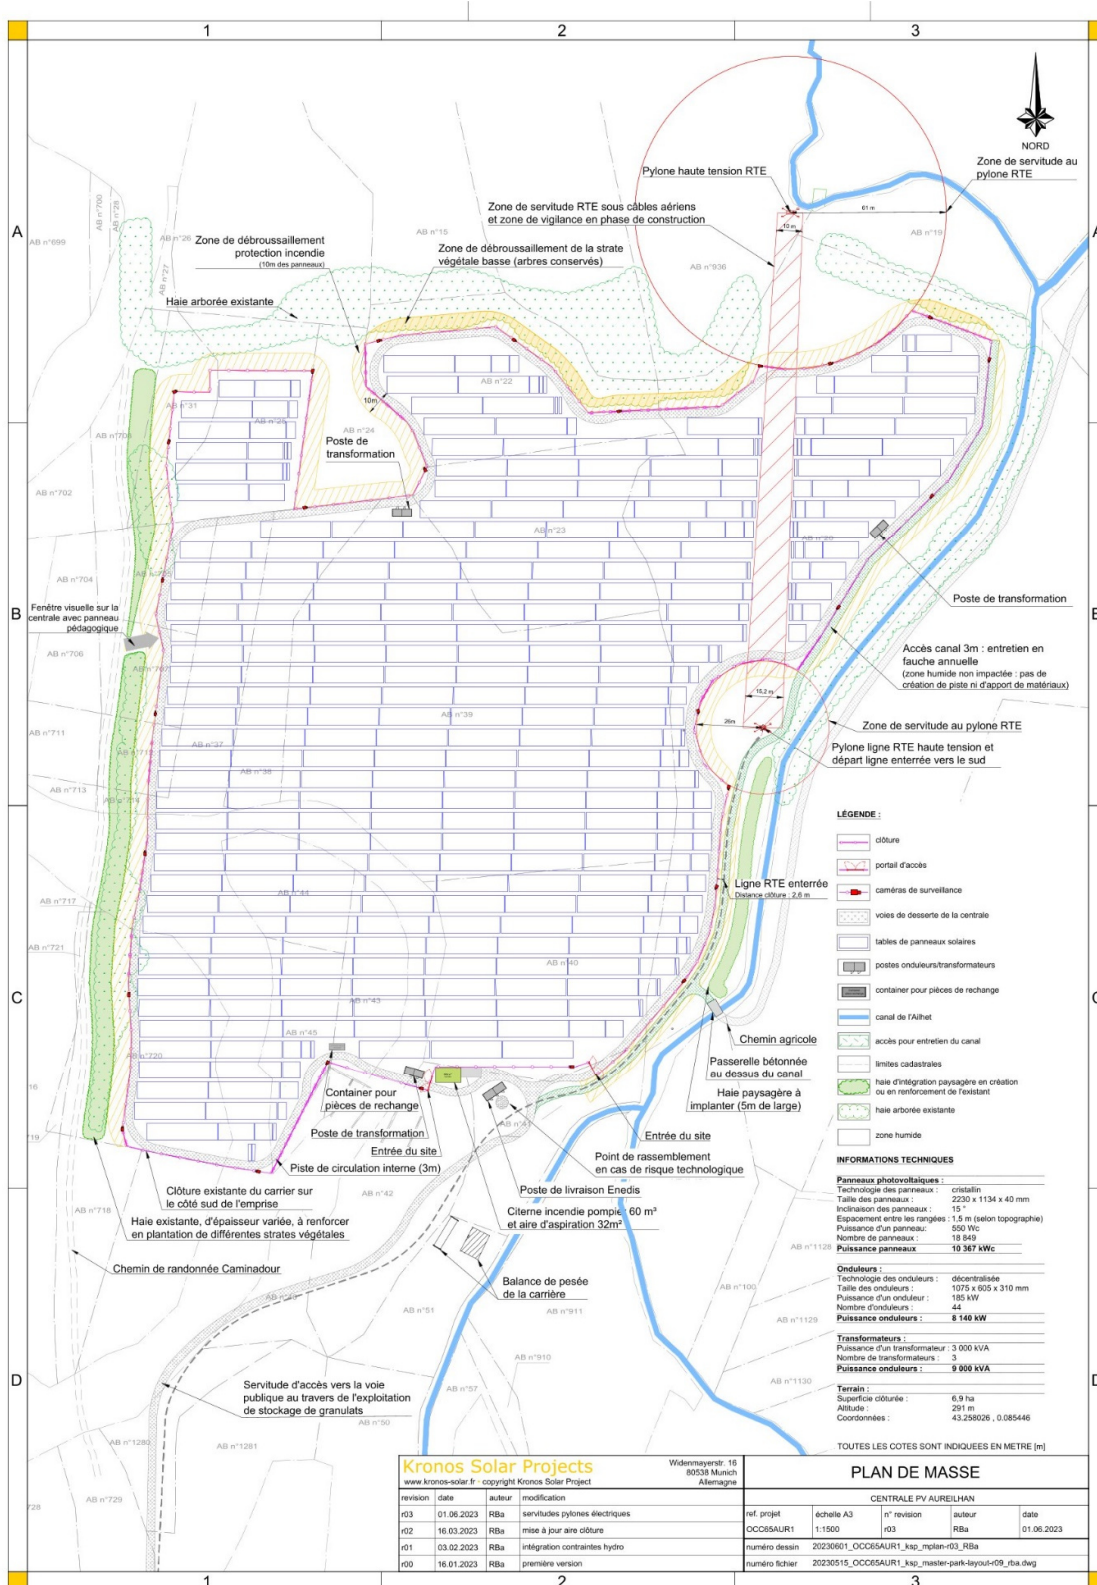 1
2
3
A
B
C
D
NORD
Pylone haute tension RTE
Zone de servitude au
pylone RTE
61 m
10 m
Zone de servitude RTE sous câbles aériens
et zone de vigilance en phase de construction
Zone de débroussaillement
protection incendie
(10m des panneaux)
Zone de débroussaillement de la strate
végétale basse (arbres conservés)
Haie arborée existante
AB n°699
AB n°700
AB n°28
AB n°26
AB n°27
AB n°15
AB n°936
AB n°19
AB n°22
AB n°31
AB n°24
10m
Poste de
transformation
AB n°702
AB n°23
AB n°704
Fenêtre visuelle sur la
centrale avec panneau
pédagogique
AB n°706
Poste de transformation
Accès canal 3m : entretien en
fauche annuelle
(zone humide non impactée : pas de
création de piste ni d'apport de matériaux)
15,2 m
26m
Zone de servitude au pylone RTE
Pylone ligne RTE haute tension et
départ ligne enterrée vers le sud
AB n°711
AB n°713
AB n°39
AB n°37
AB n°38
AB n°717
AB n°721
AB n°44
AB n°40
AB n°43
AB n°45
AB n°720
Ligne RTE enterrée
Distance clôture : 2,6 m
Chemin agricole
Passerelle bétonnée
au dessus du canal
Haie paysagère à
implanter (5m de large)
Container pour
pièces de rechange
Poste de transformation
Entrée du site
Piste de circulation interne (3m)
Entrée du site
AB n°41
Point de rassemblement
en cas de risque technologique
Poste de livraison Enedis
Citerne incendie pompier 60 m³
et aire d'aspiration 32m²
Clôture existante du carrier sur
le côté sud de l'emprise
Haie existante, d'épaisseur variée, à renforcer
en plantation de différentes strates végétales
AB n°42
AB n°718
Chemin de randonnée Caminadour
Balance de pesée
de la carrière
AB n°51
AB n°911
AB n°910
AB n°57
AB n°50
AB n°100
AB n°1128
AB n°1129
AB n°1130
Servitude d'accès vers la voie
publique au travers de l'exploitation
de stockage de granulats
AB n°1280
AB n°1281
AB n°729
LÉGENDE :
clôture
portail d'accès
caméras de surveillance
voies de desserte de la centrale
tables de panneaux solaires
postes onduleurs/transformateurs
container pour pièces de rechange
canal de l'Ailhet
accès pour entretien du canal
limites cadastrales
haie d'intégration paysagère en création
ou en renforcement de l'existant
haie arborée existante
zone humide
INFORMATIONS TECHNIQUES
Panneaux photovoltaiques :
Technologie des panneaux : cristallin
Taille des panneaux : 2230 x 1134 x 40 mm
Inclinaison des panneaux : 15 °
Espacement entre les rangées : 1,5 m (selon topographie)
Puissance d'un panneau: 550 Wc
Nombre de panneaux : 18 849
Puissance panneaux 10 367 kWc
Onduleurs :
Technologie des onduleurs : décentralisée
Taille des onduleurs : 1075 x 605 x 310 mm
Puissance d'un onduleur : 185 kW
Nombre d'onduleurs : 44
Puissance onduleurs : 8 140 kW
Transformateurs :
Puissance d'un transformateur : 3 000 kVA
Nombre de transformateurs : 3
Puissance onduleurs : 9 000 kVA
Terrain :
Superficie clôturée : 6,9 ha
Altitude : 291 m
Coordonnées : 43.258026 , 0.085446
TOUTES LES COTES SONT INDIQUEES EN METRE [m]
Kronos Solar Projects
www.kronos-solar.fr - copyright Kronos Solar Project
Widenmayerstr. 16
80538 Munich
Allemagne
revision date auteur modification
r03 01.06.2023 RBa servitudes pylones électriques
r02 16.03.2023 RBa mise à jour aire clôture
r01 03.02.2023 RBa intégration contraintes hydro
r00 16.01.2023 RBa première version
PLAN DE MASSE
CENTRALE PV AUREILHAN
ref. projet échelle A3 n° revision auteur date
OCC65AUR1 1:1500 r03 RBa 01.06.2023
numéro dessin 20230601_OCC65AUR1_ksp_mplan-r03_RBa
numéro fichier 20230515_OCC65AUR1_ksp_master-park-layout-r09_rba.dwg
1
2
3